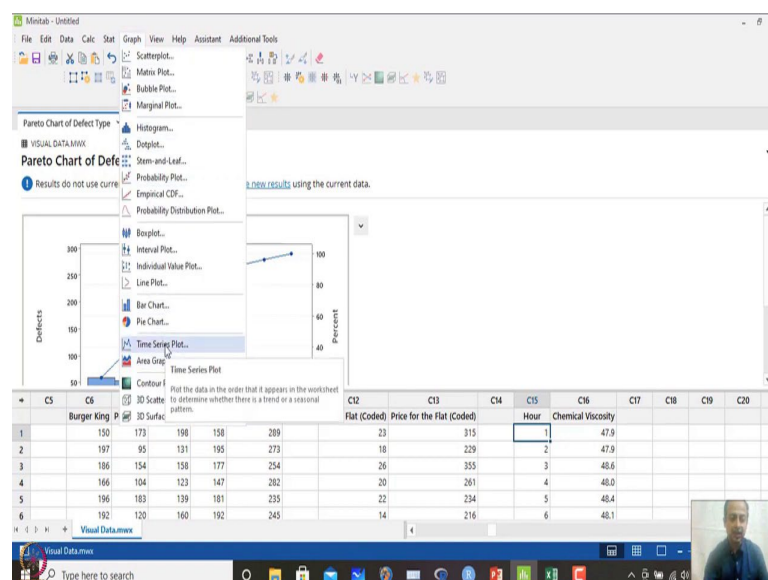 Minitab - Untitled
File Edit Data Calc Stat Graph View Help Assistant Additional Tools
Scatterplot...
Matrix Plot...
Bubble Plot...
Marginal Plot...
Histogram...
Dotplot...
Stem-and-Leaf...
Probability Plot...
Empirical CDF...
Probability Distribution Plot...
Boxplot...
Interval Plot...
Individual Value Plot...
Line Plot...
Bar Chart...
Pie Chart...
Time Series Plot...
Area Grap
Contour
3D Scatte
3D Surfac
Time Series Plot
Plot the data in the order that it appears in the worksheet
to determine whether there is a trend or a seasonal
pattern.
Pareto Chart of Defect Type
VISUAL DATA.MWX
Pareto Chart of Defe
Results do not use curre
e new results using the current data.
300
250
200
150
100
50
Defects
100
80
60
40
Percent
C5 C6 C12 C13 C14 C15 C16 C17 C18 C19 C20
Burger King P Flat (Coded) Price for the Flat (Coded) Hour Chemical Viscosity
1 150 173 198 158 289 23 315 1 47.9
2 197 95 131 195 273 18 229 2 47.9
3 186 154 158 177 254 26 355 3 48.6
4 166 104 123 147 282 20 261 4 48.0
5 196 183 139 181 235 22 234 5 48.4
6 192 120 160 192 245 14 216 6 48.1
Visual Data.mwx
Visual Data.mwx
Type here to search